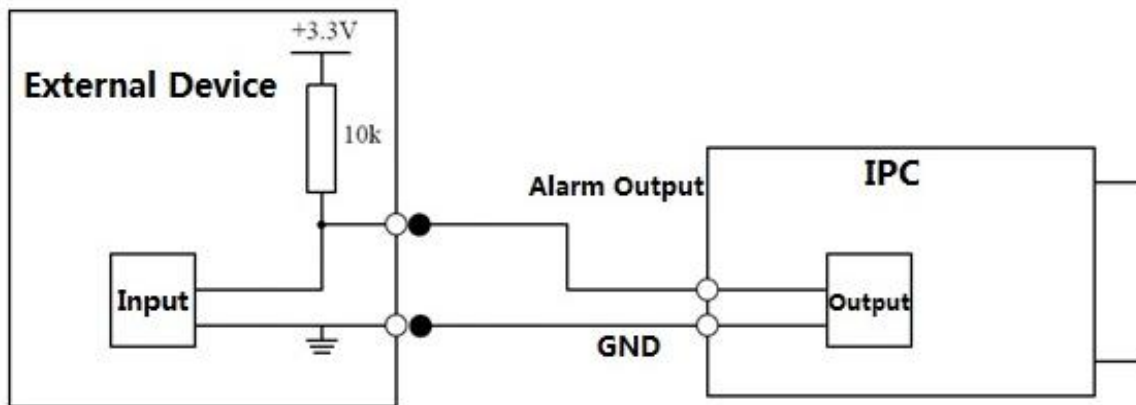 +3.3V
External Device
10k
Alarm Output
IPC
Input
Output
GND